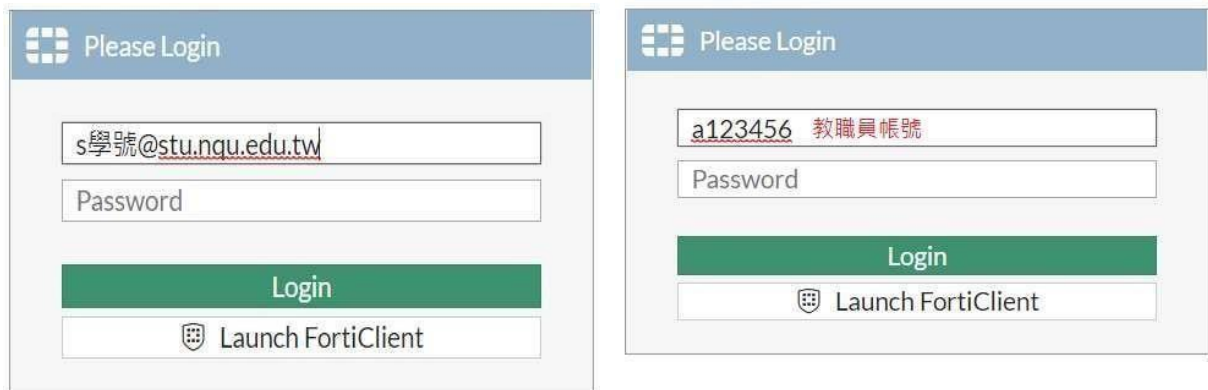 Please Login
s學號@stu.nqu.edu.tw
Password
Login
Launch FortiClient
Please Login
a123456 教職員帳號
Password
Login
Launch FortiClient